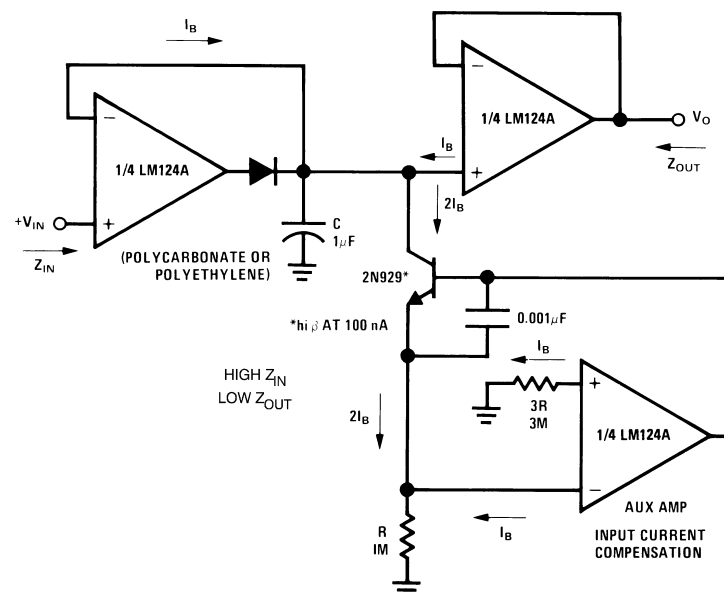 I_B
−
1/4 LM124A
+V_IN
+
Z_IN
C
1μF
(POLYCARBONATE OR
POLYETHYLENE)
−
1/4 LM124A
+
I_B
V_O
Z_OUT
2I_B
2N929*
*hi β AT 100 nA
0.001μF
HIGH Z_IN
LOW Z_OUT
I_B
3R
3M
+
1/4 LM124A
−
2I_B
R
1M
I_B
AUX AMP
INPUT CURRENT
COMPENSATION